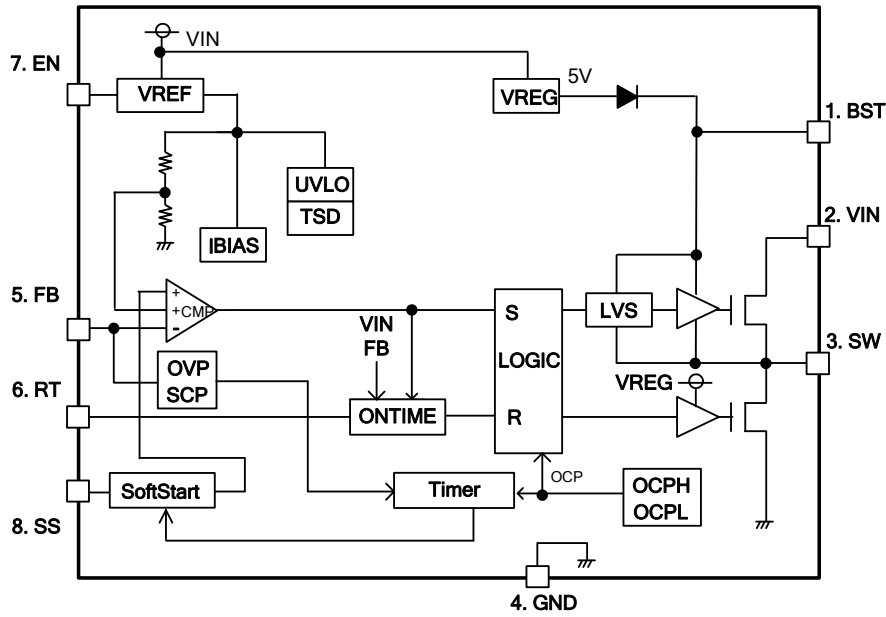 VIN
7. EN
VREF
5V
VREG
1. BST
UVLO
TSD
IBIAS
2. VIN
5. FB
+
+CMP
-
VIN
FB
S
LOGIC
R
LVS
3. SW
OVP
SCP
6. RT
VREG
ONTIME
SoftStart
Timer
OCP
OCPH
OCPL
8. SS
4. GND